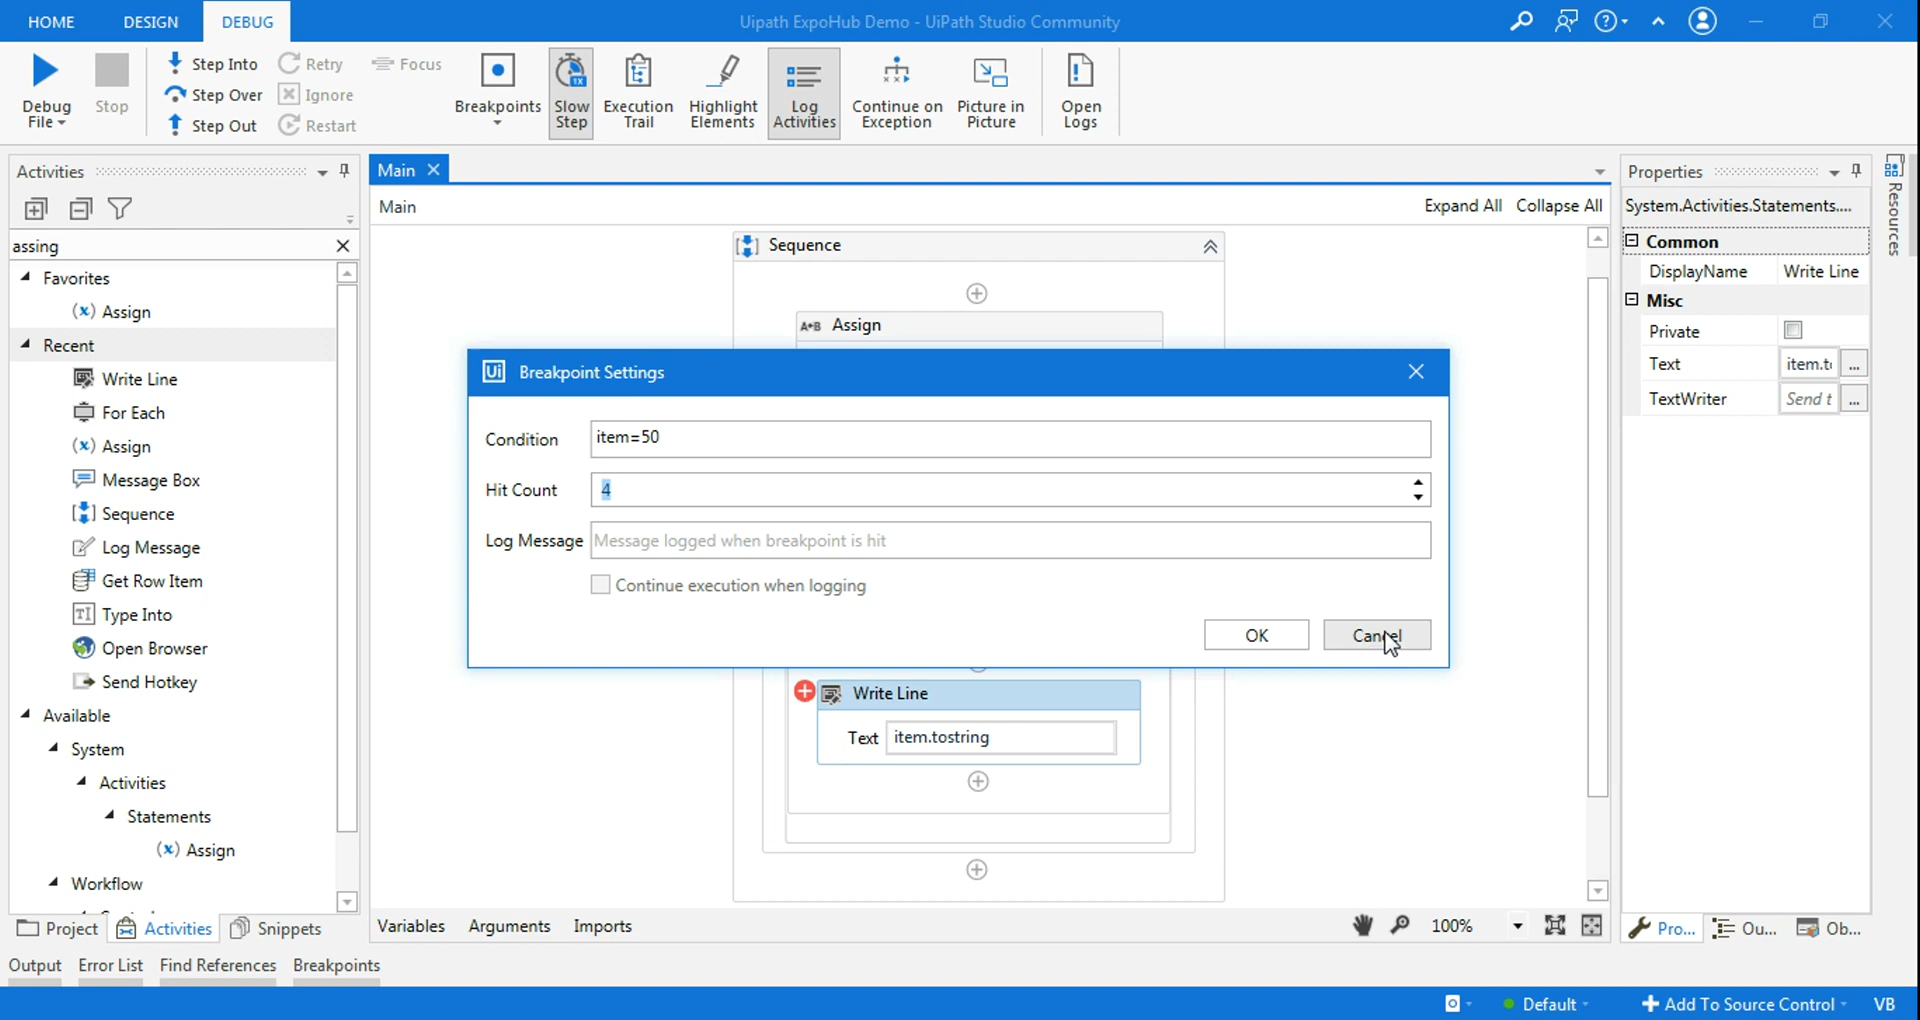 HOME DESIGN DEBUG Uipath ExpoHub Demo - UiPath Studio Community
Debug File
Stop
Step Into
Step Over
Step Out
Retry
Ignore
Restart
Focus
Breakpoints
1X
Slow Step
Execution Trail
Highlight Elements
Log Activities
Continue on Exception
Picture in Picture
Open Logs
Activities
assing
Favorites
(x) Assign
Recent
Write Line
For Each
(x) Assign
Message Box
Sequence
Log Message
Get Row Item
TI Type Into
Open Browser
Send Hotkey
Available
System
Activities
Statements
(x) Assign
Workflow
Project Activities Snippets
Main
Main Expand All Collapse All
Sequence
A+B Assign
Ui Breakpoint Settings
Condition item=50
Hit Count 4
Log Message Message logged when breakpoint is hit
Continue execution when logging
OK Cancel
Write Line
Text item.tostring
Variables Arguments Imports 100%
Properties
System.Activities.Statements....
Common
DisplayName Write Line
Misc
Private
Text item.t ...
TextWriter Send t ...
Pro... Ou... Ob...
Resources
Output Error List Find References Breakpoints
Default Add To Source Control VB